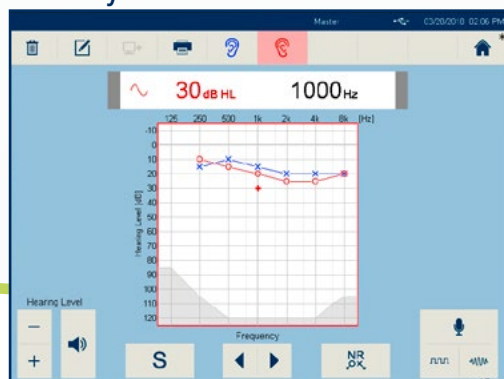 Master 03/20/2018 02:06 PM
30 dB HL 1000 Hz
125 250 500 1k 2k 4k 8k [Hz]
-10
0
10
20
30
40
50
60
70
80
90
100
110
120
Hearing Level [dB]
Hearing Level
Frequency
- +
S
NR
OK